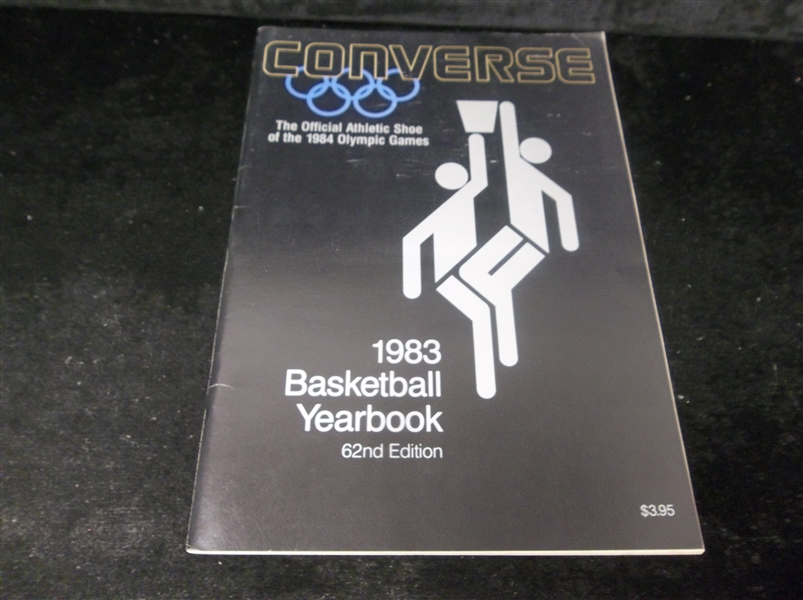 CONVERSE
The Official Athletic Shoe
of the 1984 Olympic Games
1983
Basketball
Yearbook
62nd Edition
$3.95